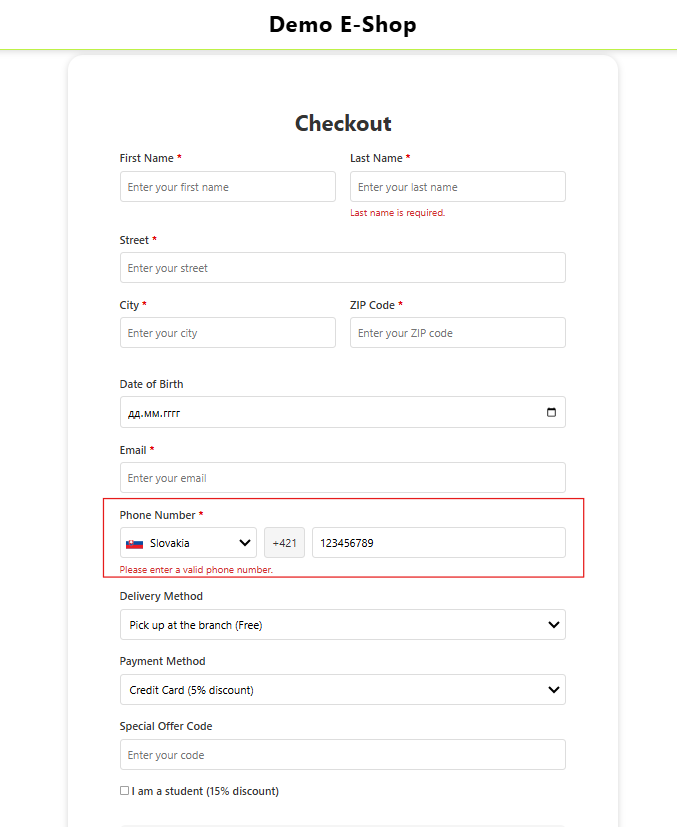 Demo E-Shop
Checkout
First Name *
Last Name *
Enter your first name
Enter your last name
Last name is required.
Street *
Enter your street
City *
ZIP Code *
Enter your city
Enter your ZIP code
Date of Birth
дд.мм.гггг
Email *
Enter your email
Phone Number *
Slovakia
+421
123456789
Please enter a valid phone number.
Delivery Method
Pick up at the branch (Free)
Payment Method
Credit Card (5% discount)
Special Offer Code
Enter your code
I am a student (15% discount)